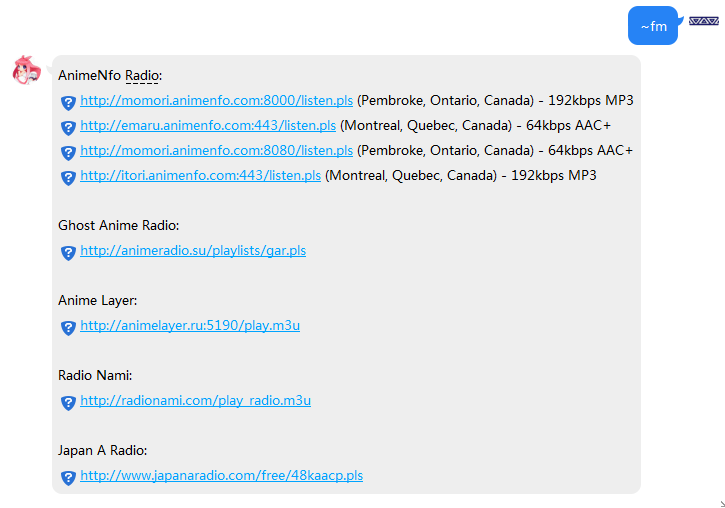 ~fm
AnimeNfo Radio:
http://momori.animenfo.com:8000/listen.pls (Pembroke, Ontario, Canada) - 192kbps MP3
http://emaru.animenfo.com:443/listen.pls (Montreal, Quebec, Canada) - 64kbps AAC+
http://momori.animenfo.com:8080/listen.pls (Pembroke, Ontario, Canada) - 64kbps AAC+
http://itori.animenfo.com:443/listen.pls (Montreal, Quebec, Canada) - 192kbps MP3
Ghost Anime Radio:
http://animeradio.su/playlists/gar.pls
Anime Layer:
http://animelayer.ru:5190/play.m3u
Radio Nami:
http://radionami.com/play_radio.m3u
Japan A Radio:
http://www.japanaradio.com/free/48kaacp.pls